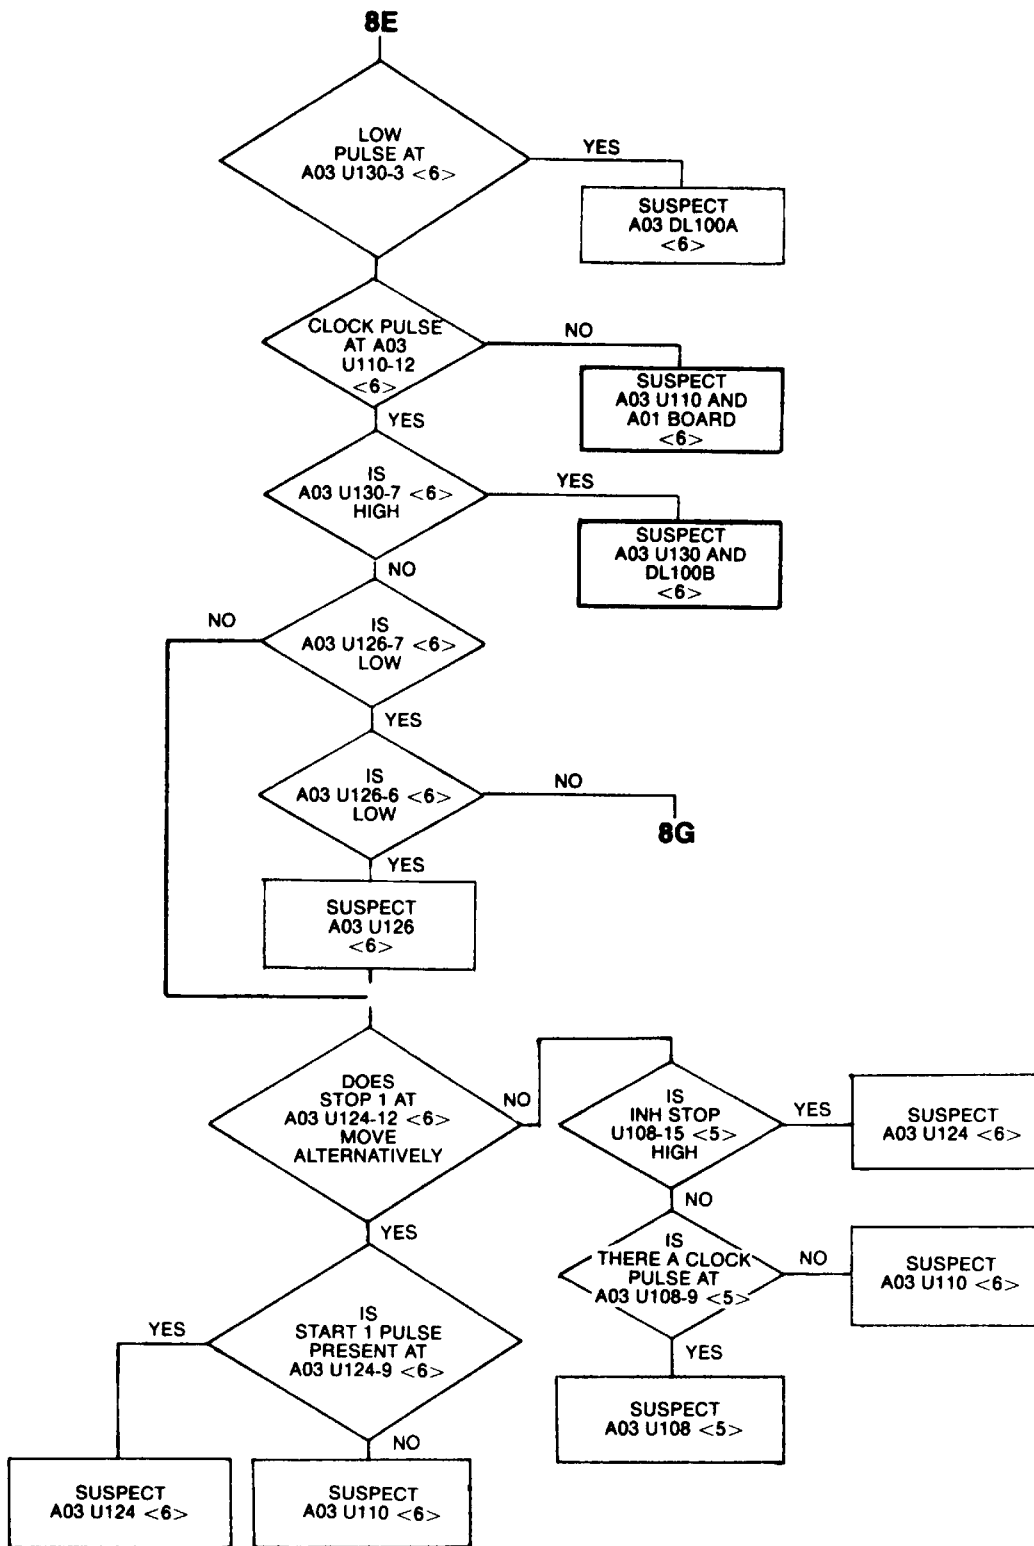 8E
LOW
PULSE AT
A03 U130-3 <6>
YES
SUSPECT
A03 DL100A
<6>
CLOCK PULSE
AT A03
U110-12
<6>
NO
SUSPECT
A03 U110 AND
A01 BOARD
<6>
YES
IS
A03 U130-7 <6>
HIGH
YES
SUSPECT
A03 U130 AND
DL100B
<6>
NO
IS
A03 U126-7 <6>
LOW
NO
YES
IS
A03 U126-6 <6>
LOW
NO
8G
YES
SUSPECT
A03 U126
<6>
DOES
STOP 1 AT
A03 U124-12 <6>
MOVE
ALTERNATIVELY
NO
IS
INH STOP
U108-15 <5>
HIGH
YES
SUSPECT
A03 U124 <6>
NO
IS
THERE A CLOCK
PULSE AT
A03 U108-9 <5>
NO
SUSPECT
A03 U110 <6>
YES
SUSPECT
A03 U108 <5>
YES
IS
START 1 PULSE
PRESENT AT
A03 U124-9 <6>
YES
SUSPECT
A03 U124 <6>
NO
SUSPECT
A03 U110 <6>